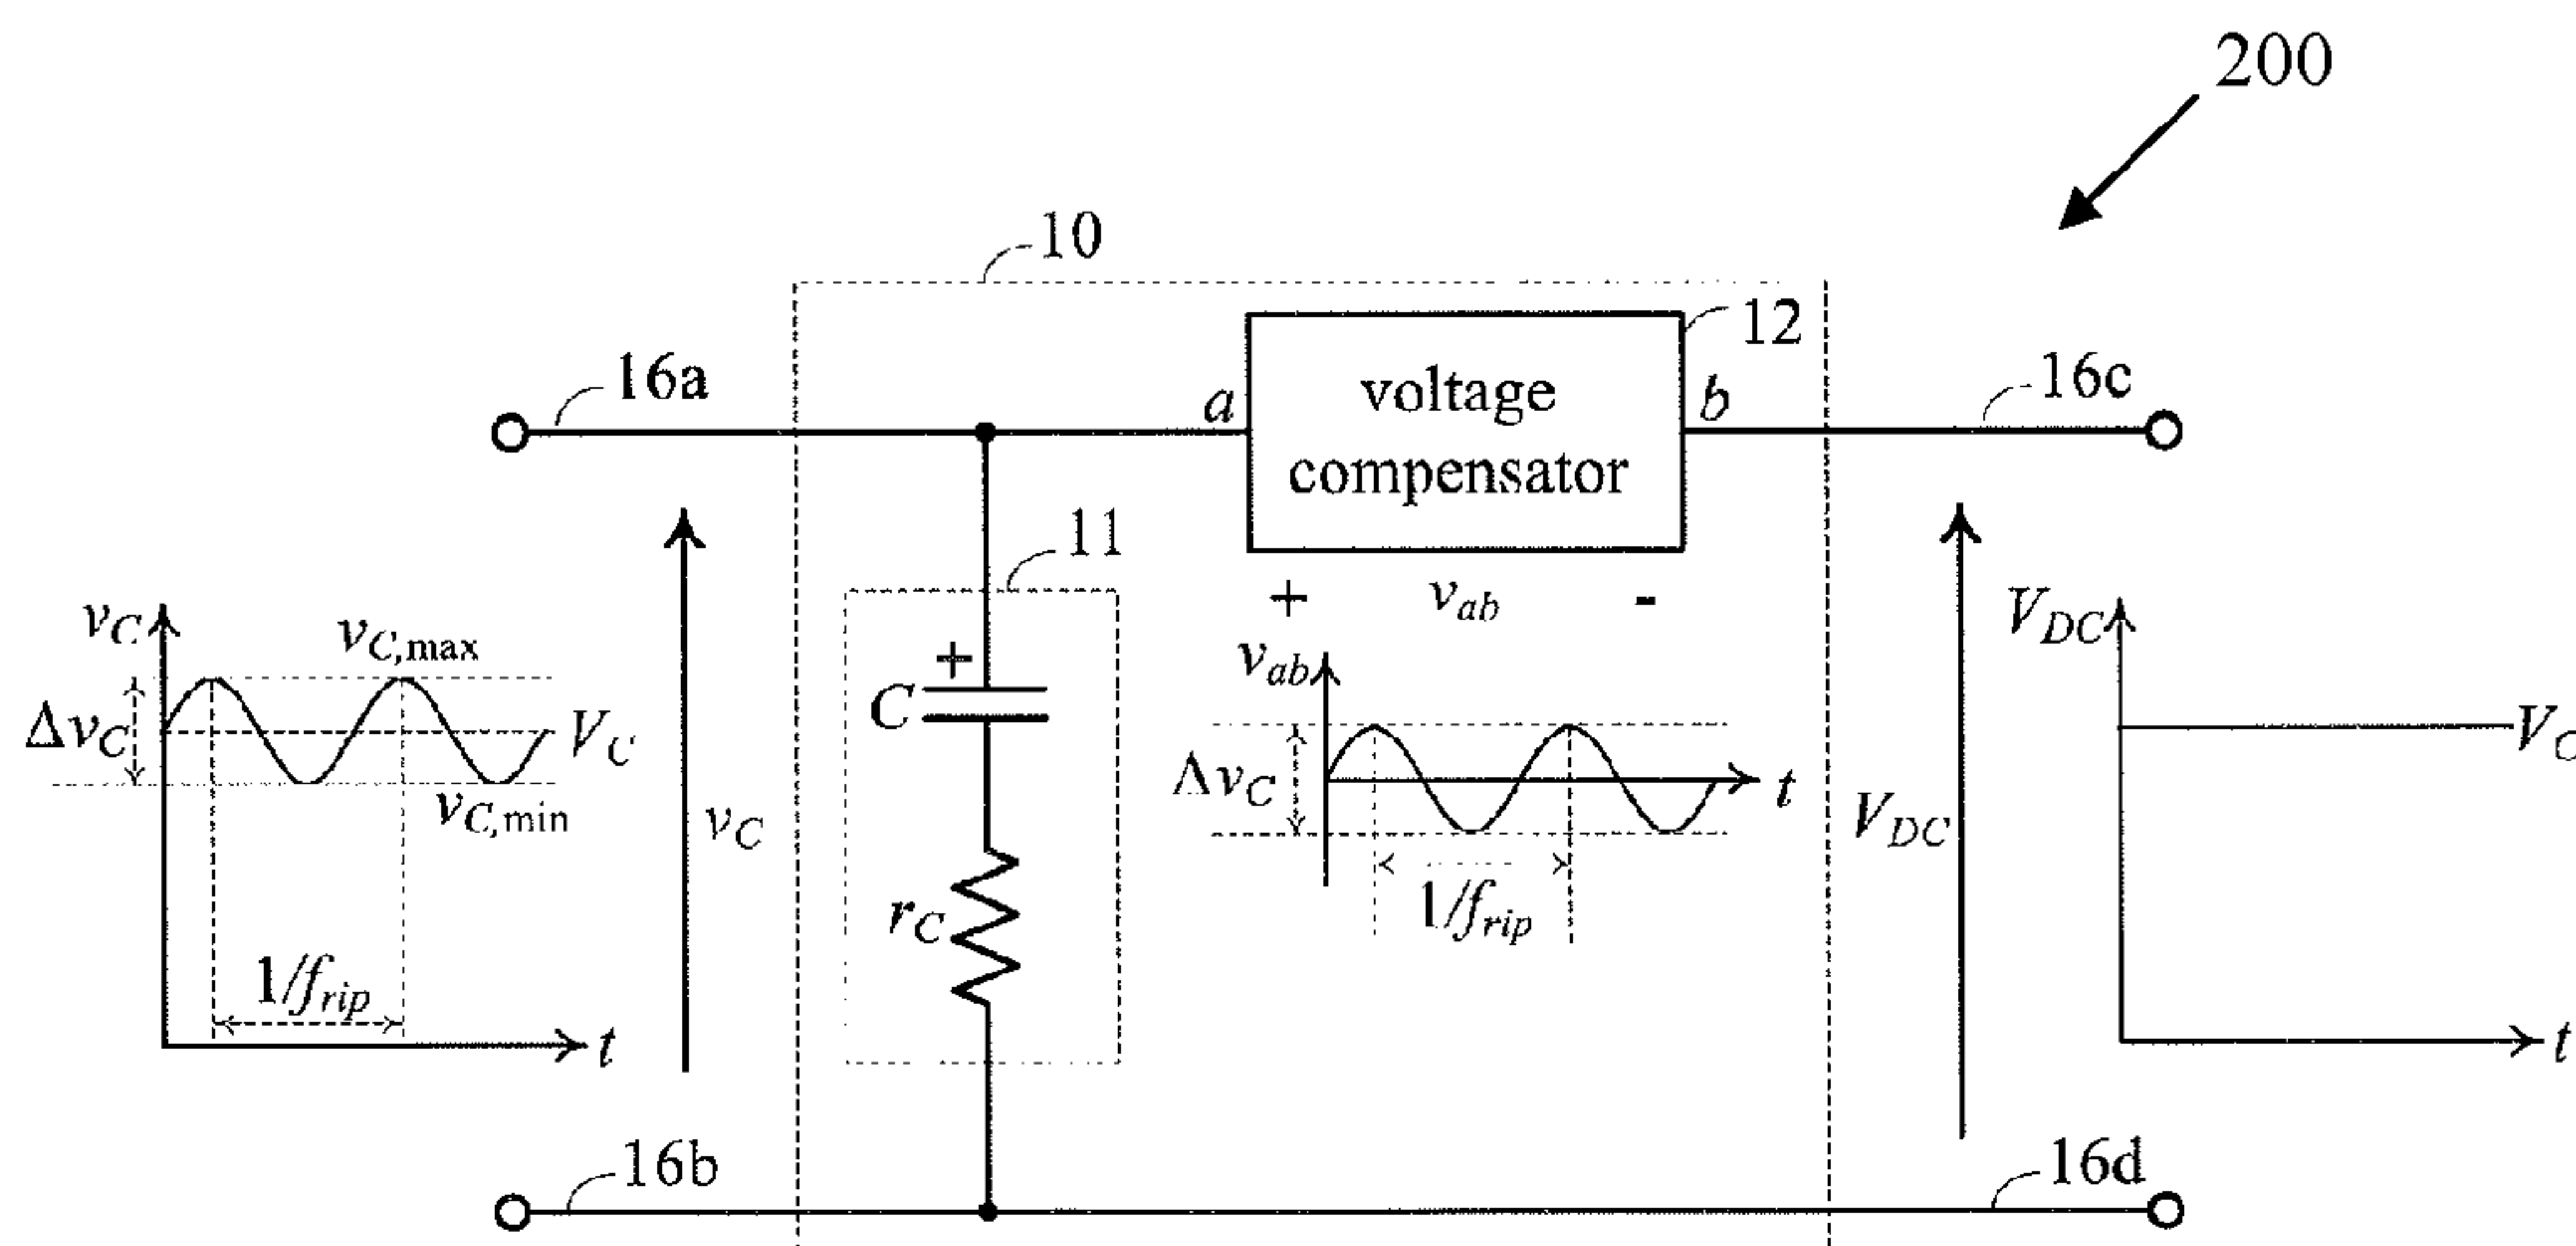 200
10
12
16a
a
voltage
compensator
b
16c
11
+
v_ab
-
v_C
v_C,max
Δv_C
V_C
v_C,min
1/f_rip
t
v_C
+
C
r_C
v_ab
Δv_C
t
1/f_rip
V_DC
V_DC
V_C
t
16b
16d